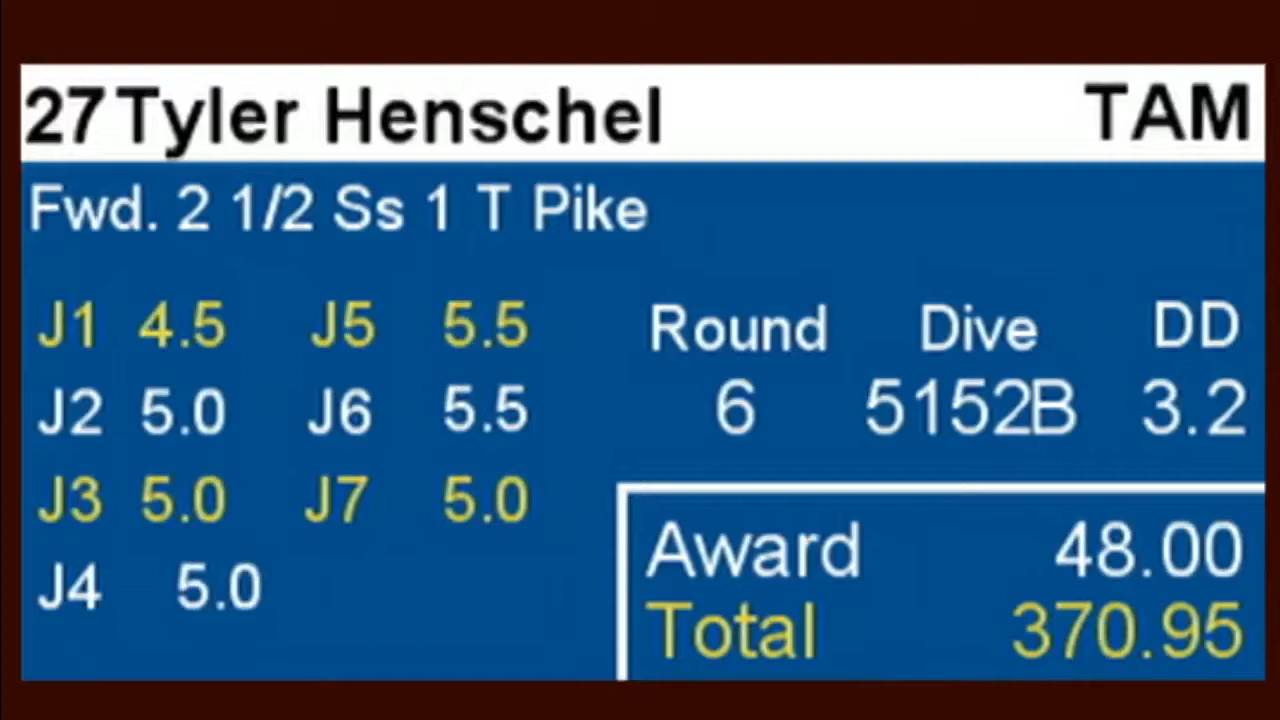 27 Tyler Henschel TAM
Fwd. 2 1/2 Ss 1 T Pike
J1 4.5 J5 5.5 Round Dive DD
J2 5.0 J6 5.5 6 5152B 3.2
J3 5.0 J7 5.0
J4 5.0
Award 48.00
Total 370.95